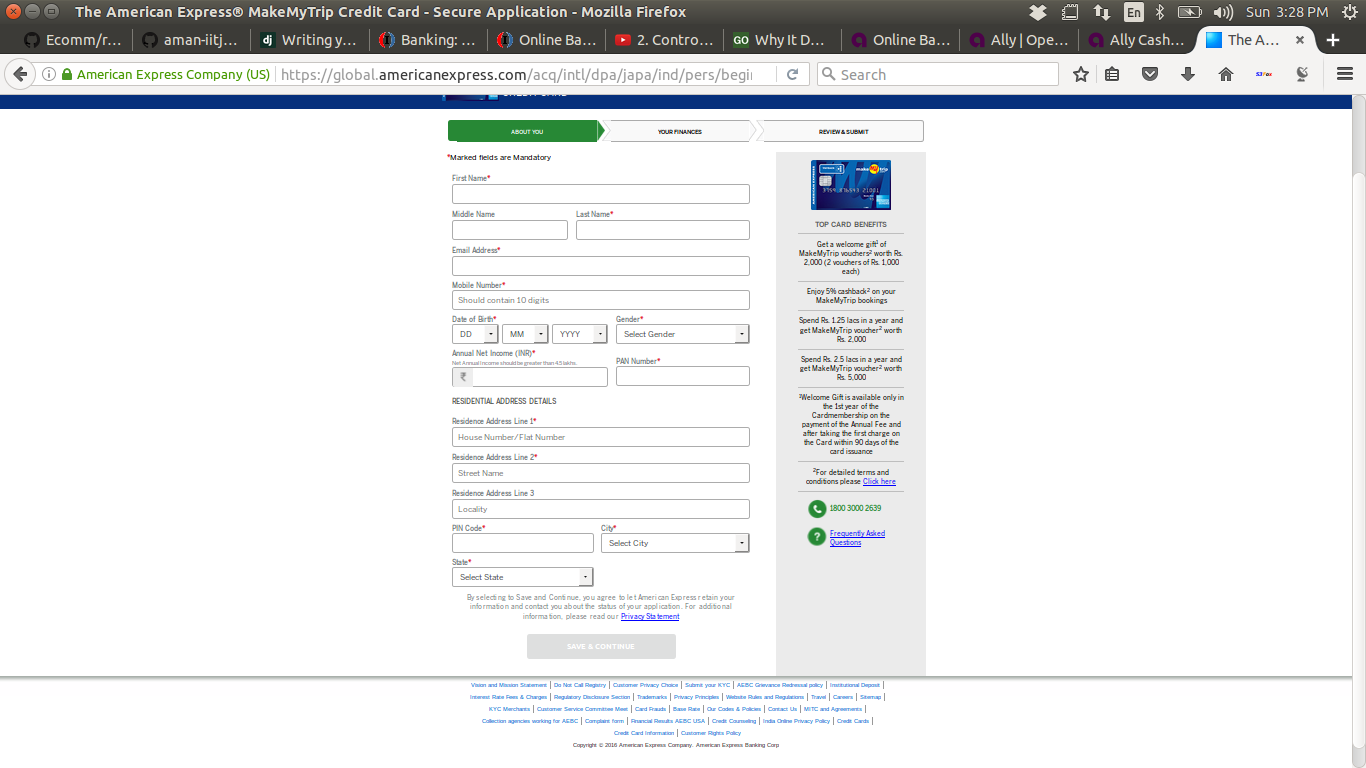 The American Express® MakeMyTrip Credit Card - Secure Application - Mozilla Firefox
En
Sun 3:28 PM
Ecomm/r...
aman-iitj...
dj Writing y...
Banking: ...
Online Ba...
2. Contro...
GO Why It D...
Online Ba...
Ally | Ope...
Ally Cash...
The A...
American Express Company (US)
https://global.americanexpress.com/acq/intl/dpa/japa/ind/pers/begi
Search
ABOUT YOU
YOUR FINANCES
REVIEW & SUBMIT
*Marked fields are Mandatory
First Name*
Middle Name
Last Name*
Email Address*
Mobile Number*
Should contain 10 digits
Date of Birth*
Gender*
DD
MM
YYYY
Select Gender
Annual Net Income (INR)*
Net Annual Income should be greater than 4.5 lakhs.
PAN Number*
₹
RESIDENTIAL ADDRESS DETAILS
Residence Address Line 1*
House Number/Flat Number
Residence Address Line 2*
Street Name
Residence Address Line 3
Locality
PIN Code*
City*
Select City
State*
Select State
By selecting to Save and Continue, you agree to let American Express retain your
information and contact you about the status of your application. For additional
information, please read our Privacy Statement
SAVE & CONTINUE
make my trip
TOP CARD BENEFITS
Get a welcome gift¹ of
MakeMyTrip vouchers² worth Rs.
2,000 (2 vouchers of Rs. 1,000
each)
Enjoy 5% cashback² on your
MakeMyTrip bookings
Spend Rs. 1.25 lacs in a year and
get MakeMyTrip voucher² worth
Rs. 2,000
Spend Rs. 2.5 lacs in a year and
get MakeMyTrip voucher² worth
Rs. 5,000
¹Welcome Gift is available only in
the 1st year of the
Cardmembership on the
payment of the Annual Fee and
after taking the first charge on
the Card within 90 days of the
card issuance
²For detailed terms and
conditions please Click here
1800 3000 2639
? Frequently Asked
Questions
Vision and Mission Statement | Do Not Call Registry | Customer Privacy Choice | Submit your KYC | AEBC Grievance Redressal policy | Institutional Deposit |
Interest Rate Fees & Charges | Regulatory Disclosure Section | Trademarks | Privacy Principles | Website Rules and Regulations | Travel | Careers | Sitemap |
KYC Merchants | Customer Service Committee Meet | Card Frauds | Base Rate | Our Codes & Policies | Contact Us | MITC and Agreements |
Collection agencies working for AEBC | Complaint form | Financial Results AEBC USA | Credit Counseling | India Online Privacy Policy | Credit Cards |
Credit Card Information | Customer Rights Policy
Copyright © 2016 American Express Company. American Express Banking Corp